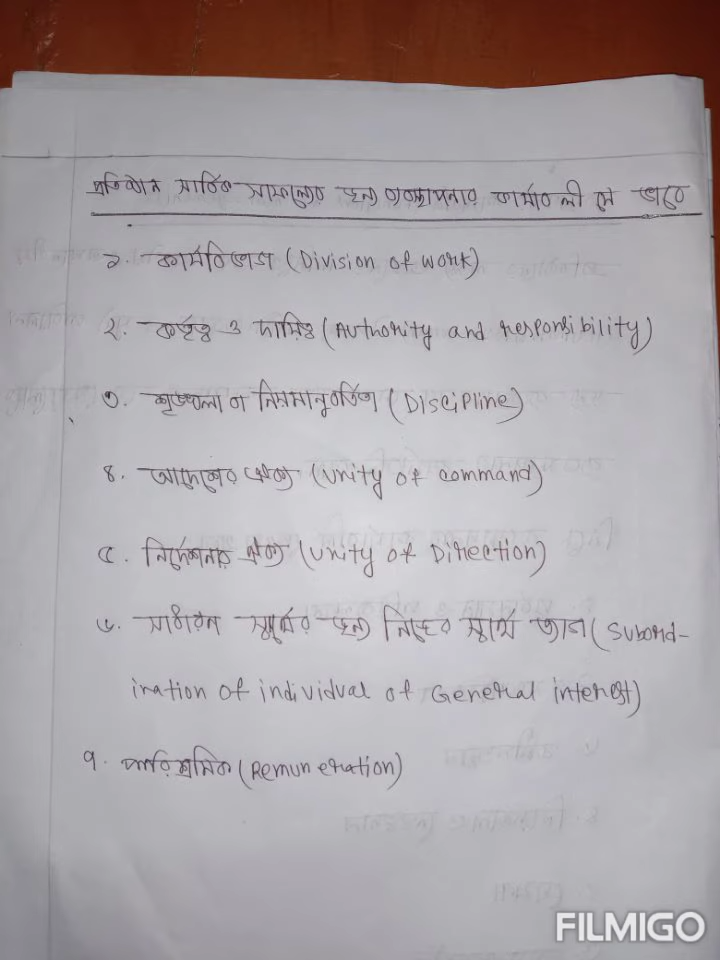 প্রতিষ্ঠান সার্বিক সাফল্যের জন্য ব্যবস্থাপনার কার্যাবলী যে ভাবে
১. কার্যবিভাগ (Division of work)
২. কর্তৃত্ব ও দায়িত্ব (Authority and responsibility)
৩. শৃঙ্খলা বা নিয়মানুবর্তিতা (Discipline)
৪. আদেশের ঐক্য (unity of command)
৫. নির্দেশনার ঐক্য (Unity of Direction)
৬. সাধারন স্বার্থের জন্য নিজের স্বার্থ ত্যাগ (Subord-
ination of individual of General interest)
৭. পারিশ্রমিক (Remuneration)
FILMIGO